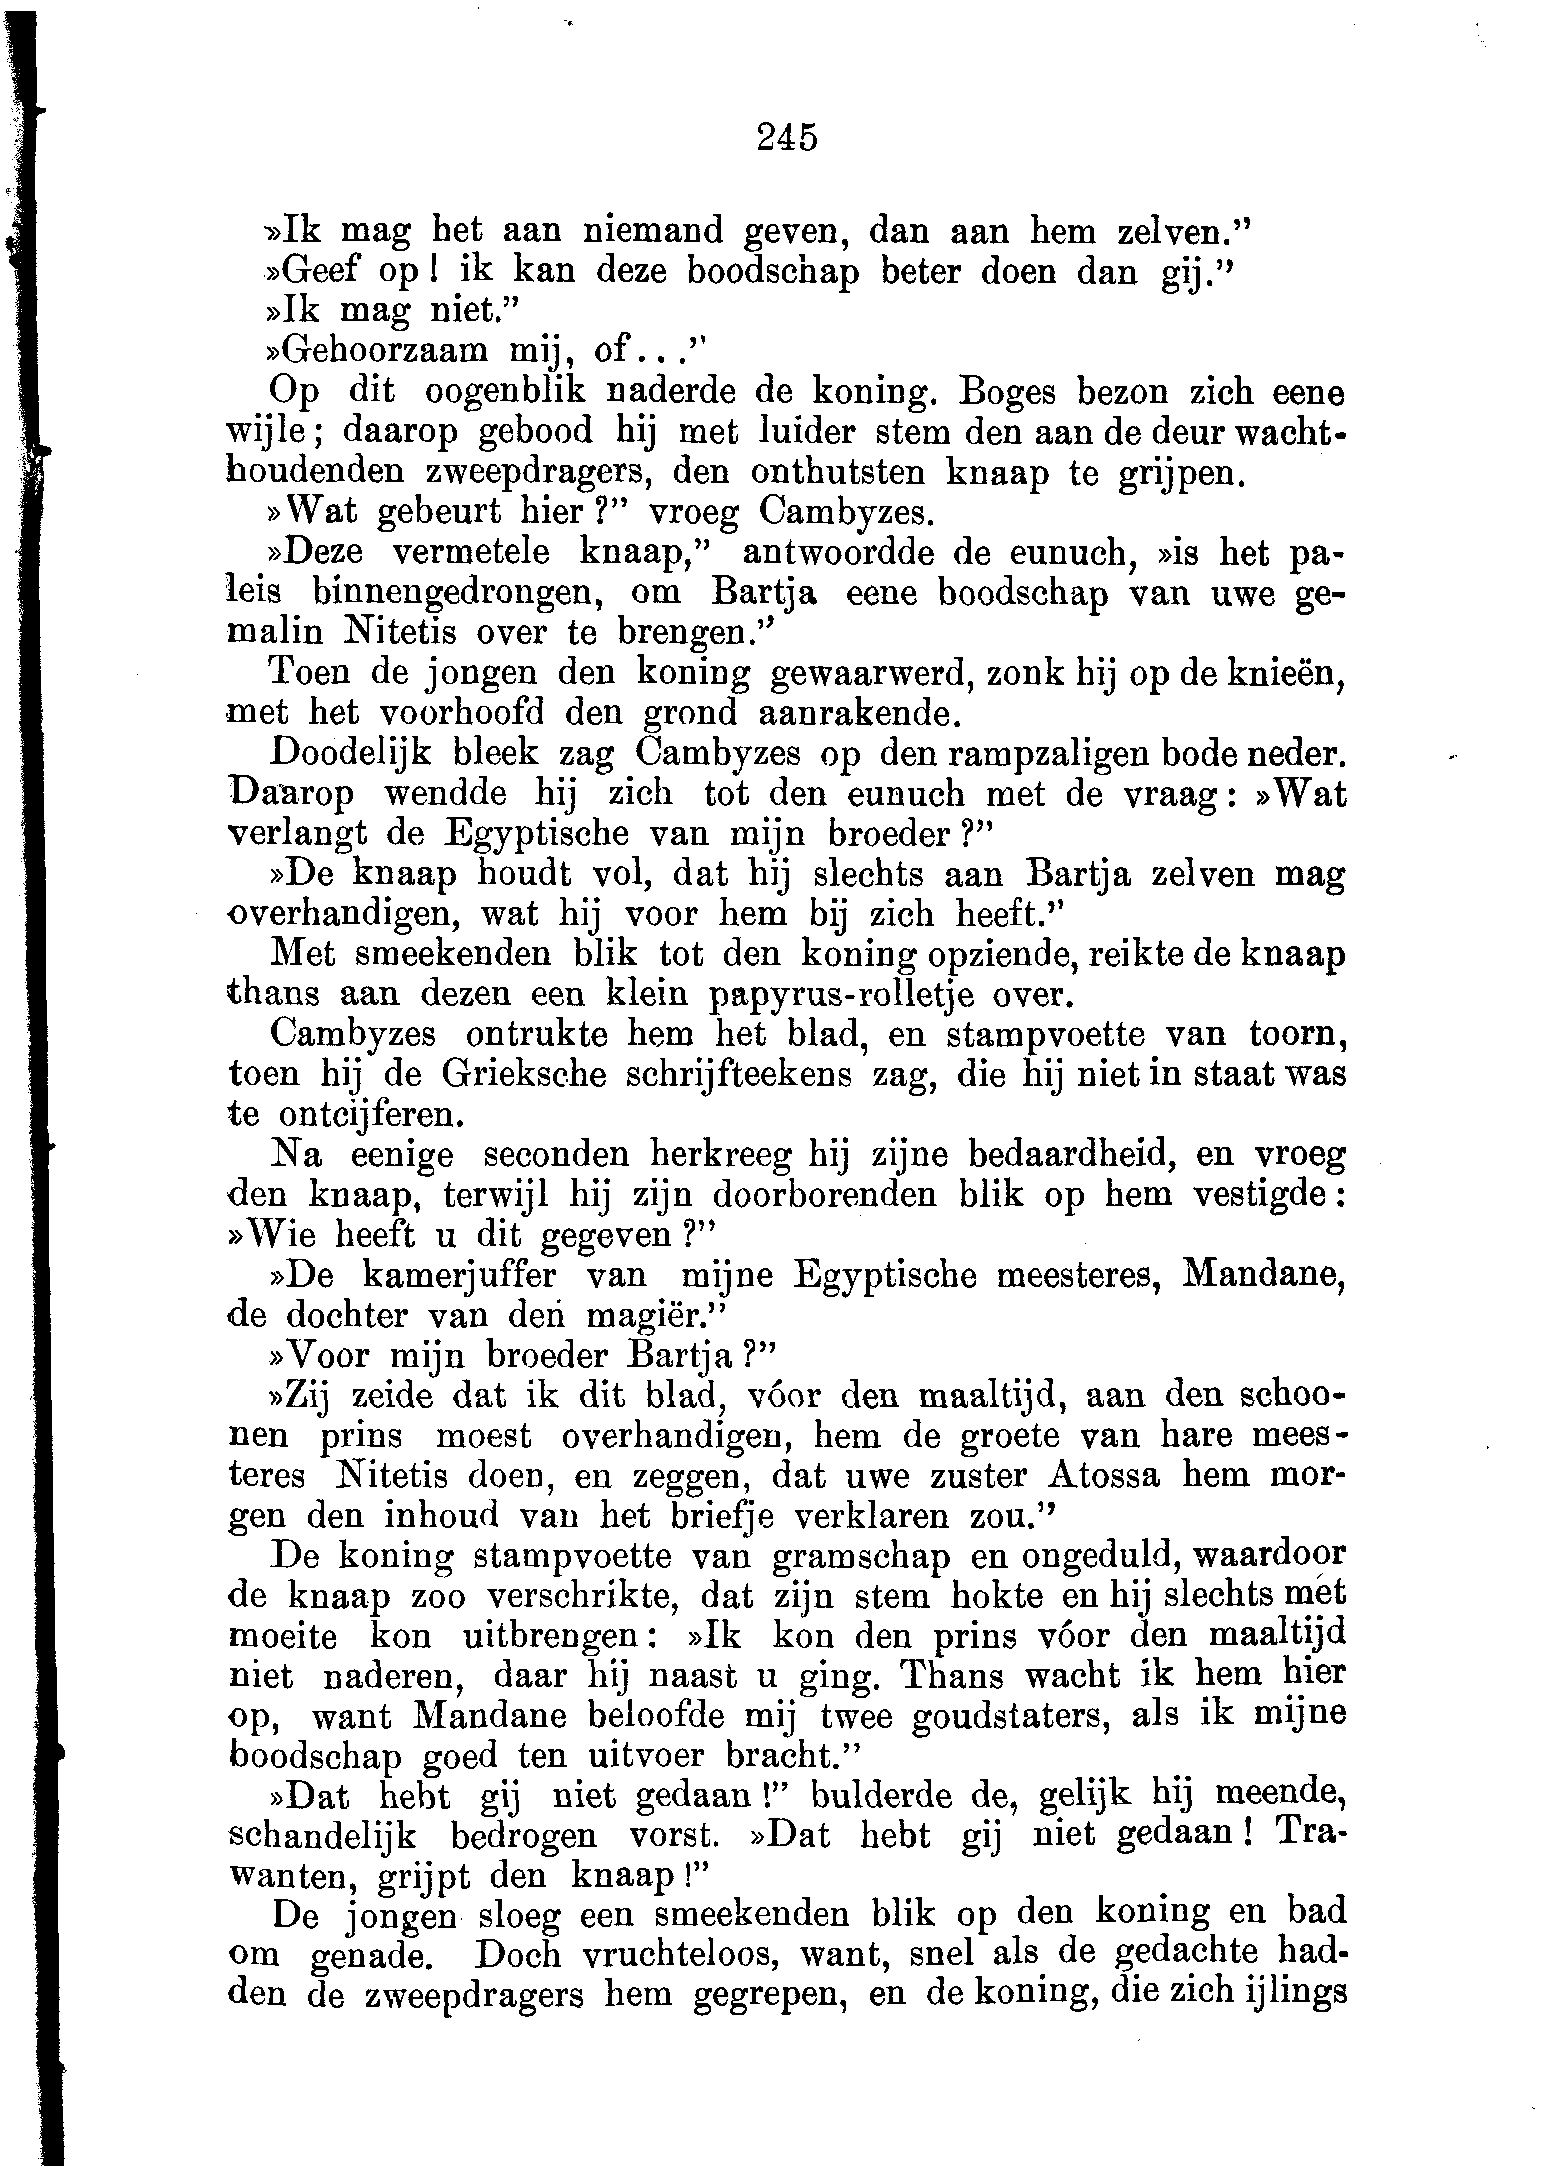 245
»Ik mag het aan niemand geven, dan aan hem zelven."
»Geef op! ik kan deze boodschap beter doen dan gij."
»Ik mag niet."
»Gehoorzaam mij, of..."
Op dit oogenblik naderde de koning. Boges bezon zich eene
wijle; daarop gebood hij met luider stem den aan de deur wacht-
houdenden zweepdragers, den onthutsten knaap te grijpen.
»Wat gebeurt hier?" vroeg Cambyzes.
»Deze vermetele knaap," antwoordde de eunuch, »is het pa-
leis binnengedrongen, om Bartja eene boodschap van uwe ge-
malin Nitetis over te brengen."
Toen de jongen den koning gewaarwerd, zonk hij op de knieën,
met het voorhoofd den grond aanrakende.
Doodelijk bleek zag Cambyzes op den rampzaligen bode neder.
Daarop wendde hij zich tot den eunuch met de vraag: »Wat
verlangt de Egyptische van mijn broeder?"
»De knaap houdt vol, dat hij slechts aan Bartja zelven mag
overhandigen, wat hij voor hem bij zich heeft."
Met smeekenden blik tot den koning opziende, reikte de knaap
thans aan dezen een klein papyrus-rolletje over.
Cambyzes ontrukte hem het blad, en stampvoette van toorn,
toen hij de Grieksche schrijfteekens zag, die hij niet in staat was
te ontcijferen.
Na eenige seconden herkreeg hij zijne bedaardheid, en vroeg
den knaap, terwijl hij zijn doorborenden blik op hem vestigde:
»Wie heeft u dit gegeven?"
»De kamerjuffer van mijne Egyptische meesteres, Mandane,
de dochter van den magiër."
»Voor mijn broeder Bartja?"
»Zij zeide dat ik dit blad, vóor den maaltijd, aan den schoo-
nen prins moest overhandigen, hem de groete van hare mees-
teres Nitetis doen, en zeggen, dat uwe zuster Atossa hem mor-
gen den inhoud van het briefje verklaren zou."
De koning stampvoette van gramschap en ongeduld, waardoor
de knaap zoo verschrikte, dat zijn stem hokte en hij slechts met
moeite kon uitbrengen: »Ik kon den prins vóor den maaltijd
niet naderen, daar hij naast u ging. Thans wacht ik hem hier
op, want Mandane beloofde mij twee goudstaters, als ik mijne
boodschap goed ten uitvoer bracht."
»Dat hebt gij niet gedaan!" bulderde de, gelijk hij meende,
schandelijk bedrogen vorst. »Dat hebt gij niet gedaan! Tra-
wanten, grijpt den knaap!"
De jongen sloeg een smeekenden blik op den koning en bad
om genade. Doch vruchteloos, want, snel als de gedachte had-
den de zweepdragers hem gegrepen, en de koning, die zich ijlings